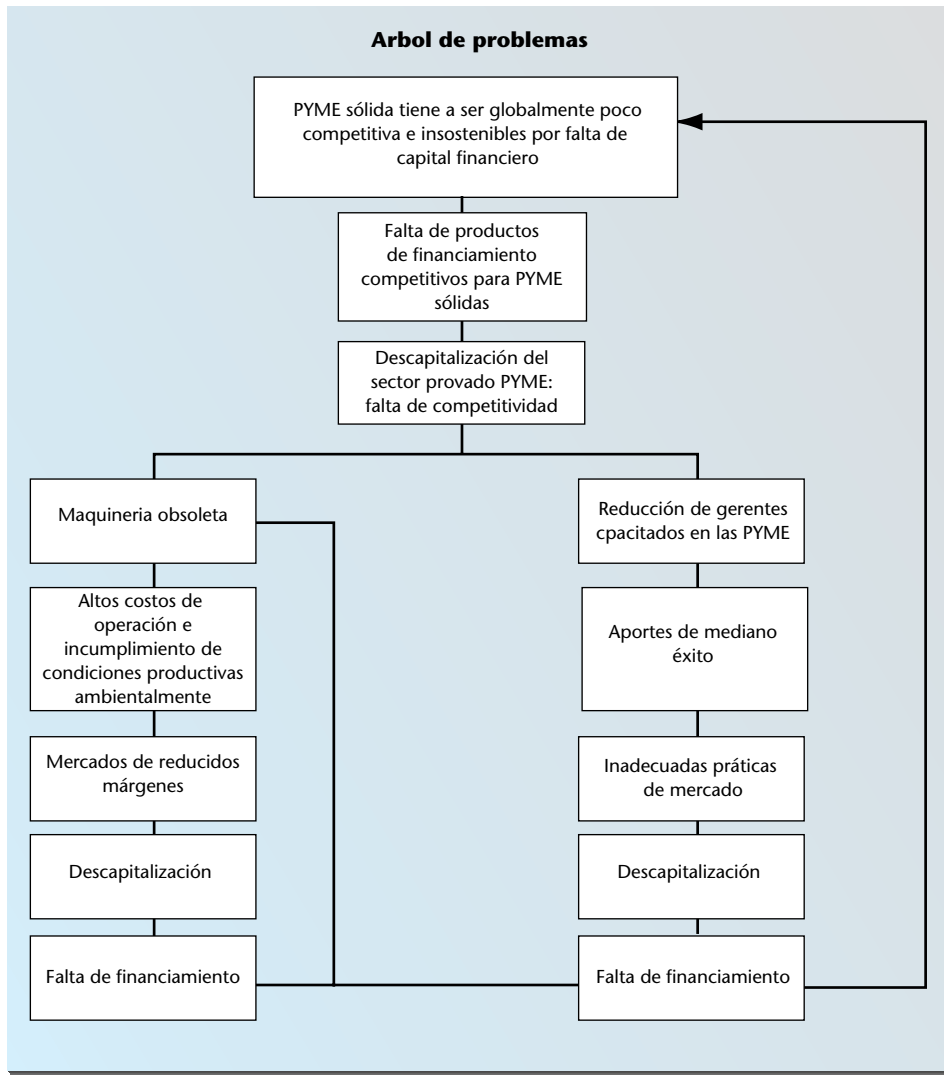 Arbol de problemas
PYME sólida tiene a ser globalmente poco
competitiva e insostenibles por falta de
capital financiero
Falta de productos
de financiamiento
competitivos para PYME
sólidas
Descapitalización del
sector provado PYME:
falta de competitividad
Maquineria obsoleta
Altos costos de
operación e
incumplimiento de
condiciones productivas
ambientalmente
Mercados de reducidos
márgenes
Descapitalización
Falta de financiamiento
Reducción de gerentes
cpacitados en las PYME
Aportes de mediano
éxito
Inadecuadas práticas
de mercado
Descapitalización
Falta de financiamiento